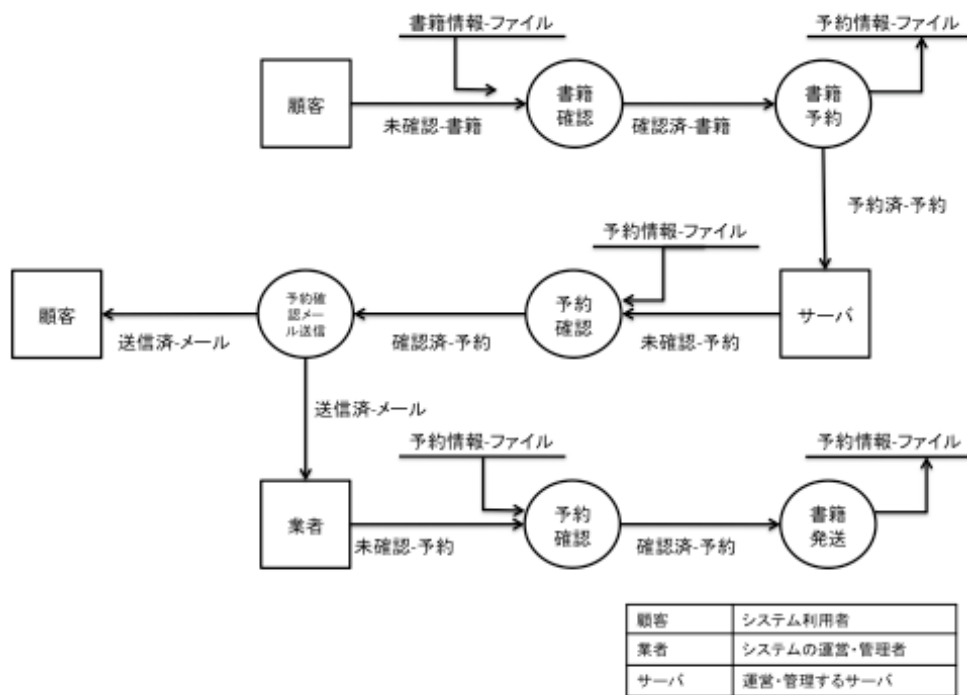 書籍情報-ファイル
予約情報-ファイル
顧客
未確認-書籍
書籍
確認
確認済-書籍
書籍
予約
予約済-予約
予約情報-ファイル
顧客
送信済-メール
予約確
認メー
ル送信
確認済-予約
予約
確認
未確認-予約
サーバ
送信済-メール
予約情報-ファイル
予約情報-ファイル
業者
未確認-予約
予約
確認
確認済-予約
書籍
発送
顧客 システム利用者
業者 システムの運営・管理者
サーバ 運営・管理するサーバ